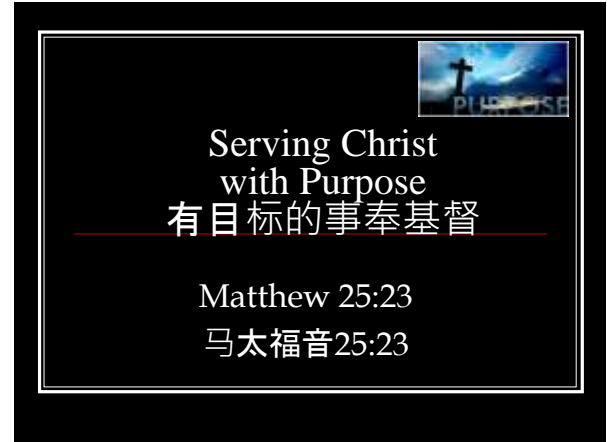 PURPOSE
Serving Christ
with Purpose
有目标的事奉基督
Matthew 25:23
马太福音25:23